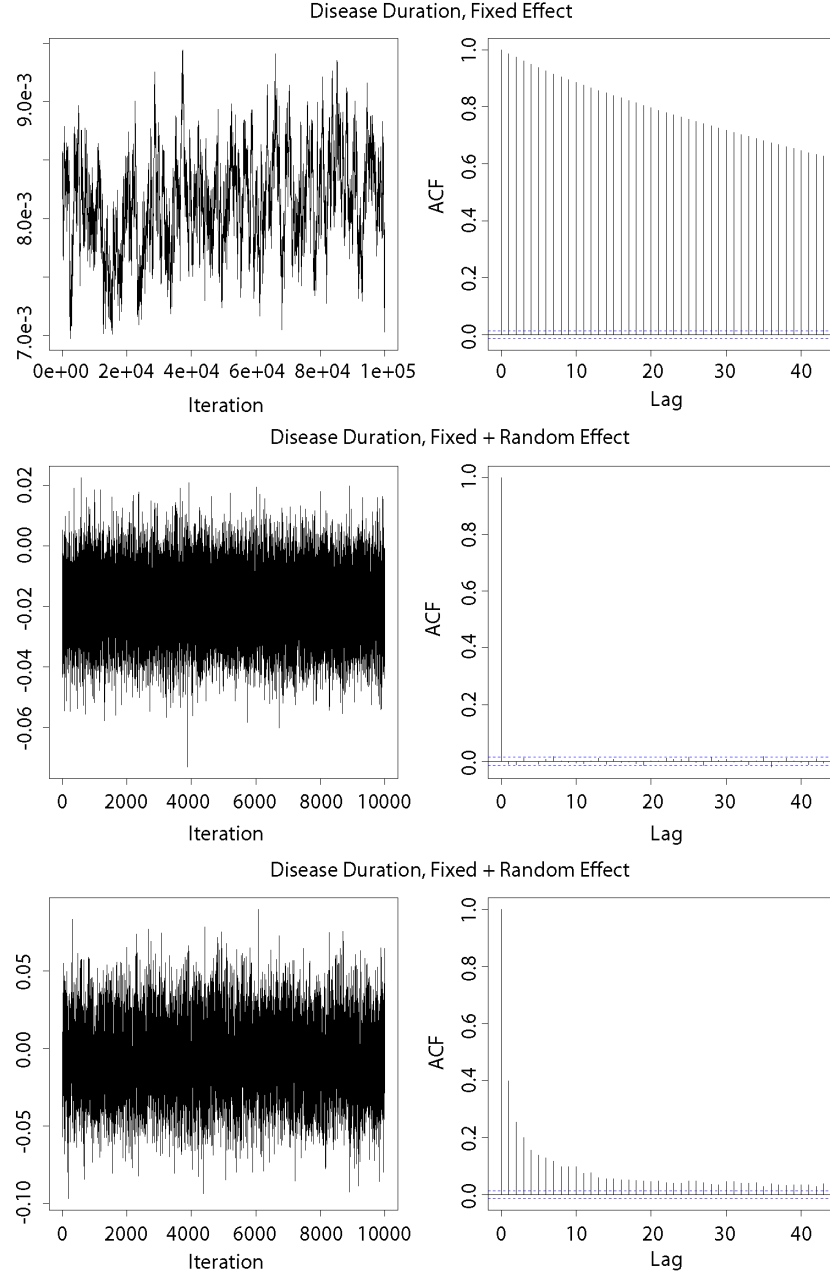 Disease Duration, Fixed Effect
9.0e-3
8.0e-3
7.0e-3
0e+00 2e+04 4e+04 6e+04 8e+04 1e+05
Iteration
ACF
1.0
0.8
0.6
0.4
0.2
0.0
0 10 20 30 40
Lag
Disease Duration, Fixed + Random Effect
0.02
0.00
-0.02
-0.04
-0.06
0 2000 4000 6000 8000 10000
Iteration
ACF
1.0
0.8
0.6
0.4
0.2
0.0
0 10 20 30 40
Lag
Disease Duration, Fixed + Random Effect
0.05
0.00
-0.05
-0.10
0 2000 4000 6000 8000 10000
Iteration
ACF
1.0
0.8
0.6
0.4
0.2
0.0
0 10 20 30 40
Lag